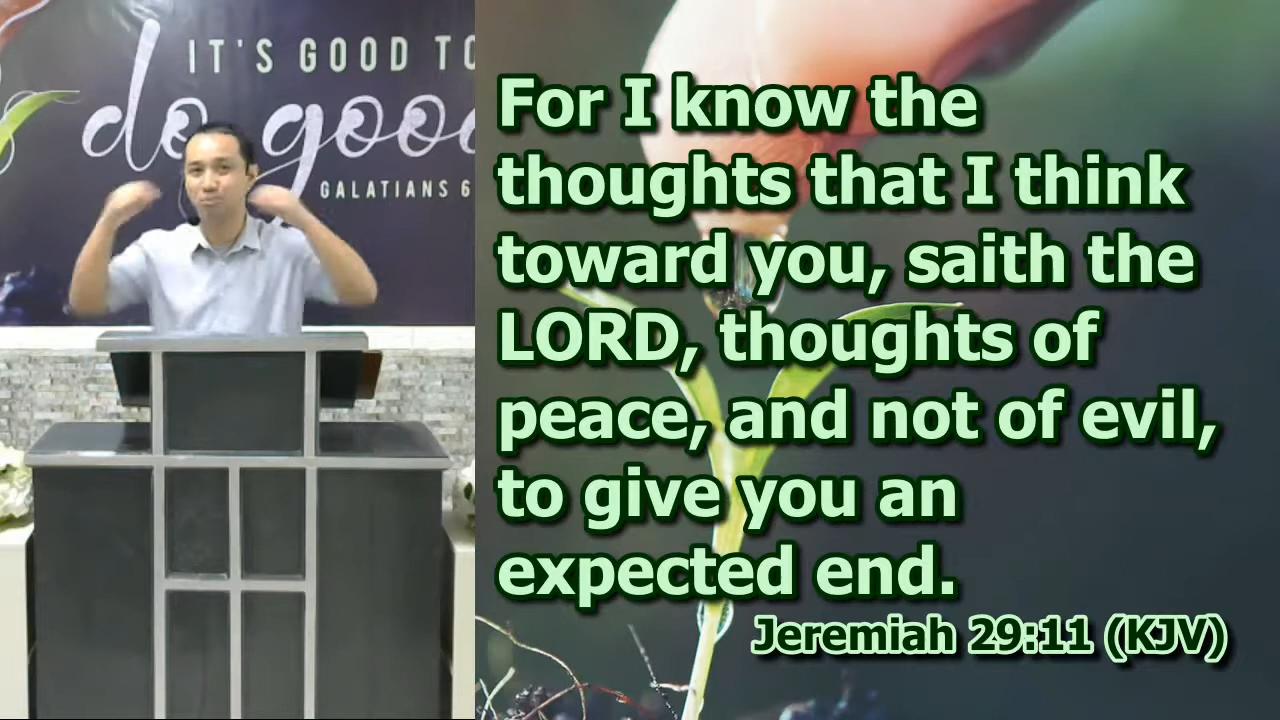 IT'S GOOD TO
do good
GALATIANS 6
For I know the
thoughts that I think
toward you, saith the
LORD, thoughts of
peace, and not of evil,
to give you an
expected end.
Jeremiah 29:11 (KJV)